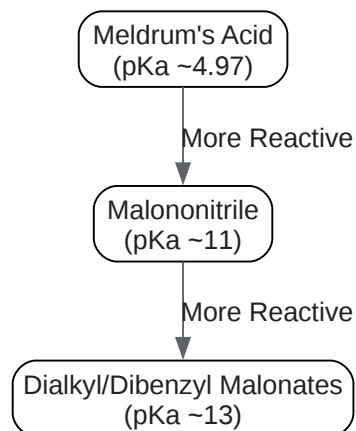 Meldrum's Acid
(pKa ~4.97)
More Reactive
Malononitrile
(pKa ~11)
More Reactive
Dialkyl/Dibenzyl Malonates
(pKa ~13)